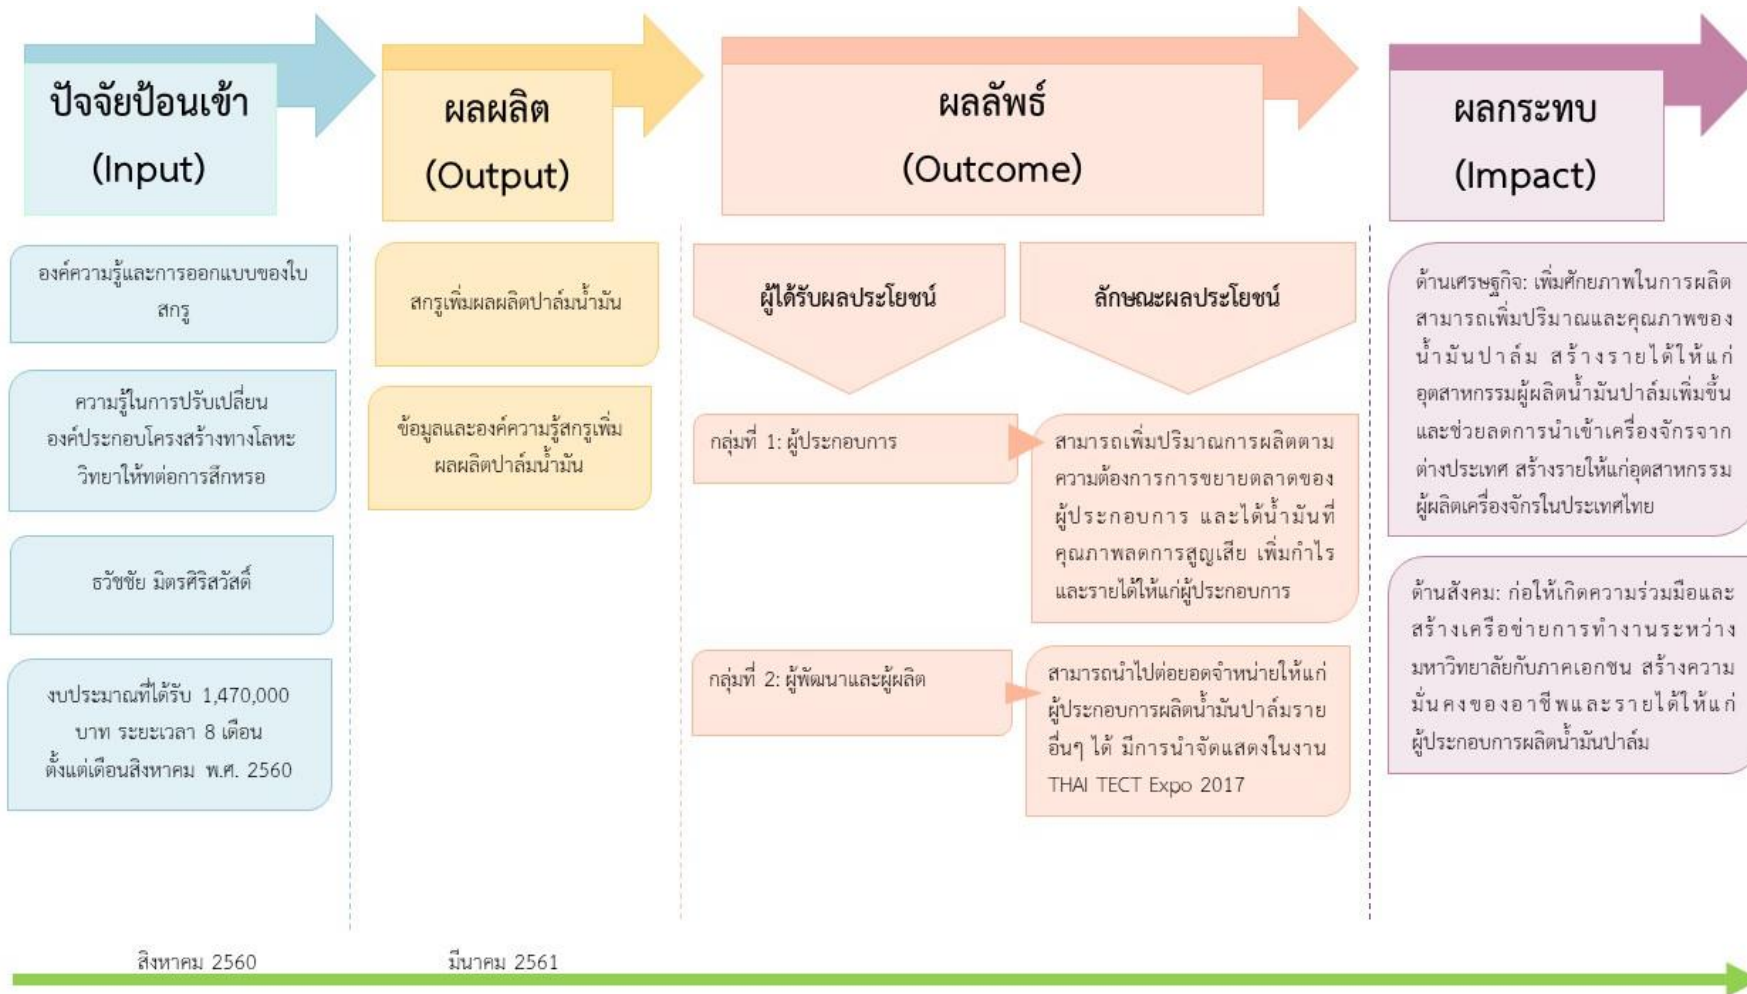 ปัจจัยป้อนเข้า
(Input)
องค์ความรู้และการออกแบบของใบ
สกรู
ความรู้ในการปรับเปลี่ยน
องค์ประกอบโครงสร้างทางโลหะ
วิทยาให้ทต่อการสึกหรอ
ธวัชชัย มิตรศิริสวัสดิ์
งบประมาณที่ได้รับ 1,470,000
บาท ระยะเวลา 8 เดือน
ตั้งแต่เดือนสิงหาคม พ.ศ. 2560
ผลผลิต
(Output)
สกรูเพิ่มผลผลิตปาล์มน้ำมัน
ข้อมูลและองค์ความรู้สกรูเพิ่ม
ผลผลิตปาล์มน้ำมัน
ผลลัพธ์
(Outcome)
ผู้ได้รับผลประโยชน์
ลักษณะผลประโยชน์
กลุ่มที่ 1: ผู้ประกอบการ
สามารถเพิ่มปริมาณการผลิตตาม
ความต้องการการขยายตลาดของ
ผู้ประกอบการ และได้น้ำมันที่
คุณภาพลดการสูญเสีย เพิ่มกำไร
และรายได้ให้แก่ผู้ประกอบการ
กลุ่มที่ 2: ผู้พัฒนาและผู้ผลิต
สามารถนำไปต่อยอดจำหน่ายให้แก่
ผู้ประกอบการผลิตน้ำมันปาล์มราย
อื่นๆ ได้ มีการนำจัดแสดงในงาน
THAI TECT Expo 2017
ผลกระทบ
(Impact)
ด้านเศรษฐกิจ: เพิ่มศักยภาพในการผลิต
สามารถเพิ่มปริมาณและคุณภาพของ
น้ำมันปาล์ม สร้างรายได้ให้แก่
อุตสาหกรรมผู้ผลิตน้ำมันปาล์มเพิ่มขึ้น
และช่วยลดการนำเข้าเครื่องจักรจาก
ต่างประเทศ สร้างรายให้แก่อุตสาหกรรม
ผู้ผลิตเครื่องจักรในประเทศไทย
ด้านสังคม: ก่อให้เกิดความร่วมมือและ
สร้างเครือข่ายการทำงานระหว่าง
มหาวิทยาลัยกับภาคเอกชน สร้างความ
มั่นคงของอาชีพและรายได้ให้แก่
ผู้ประกอบการผลิตน้ำมันปาล์ม
สิงหาคม 2560
มีนาคม 2561